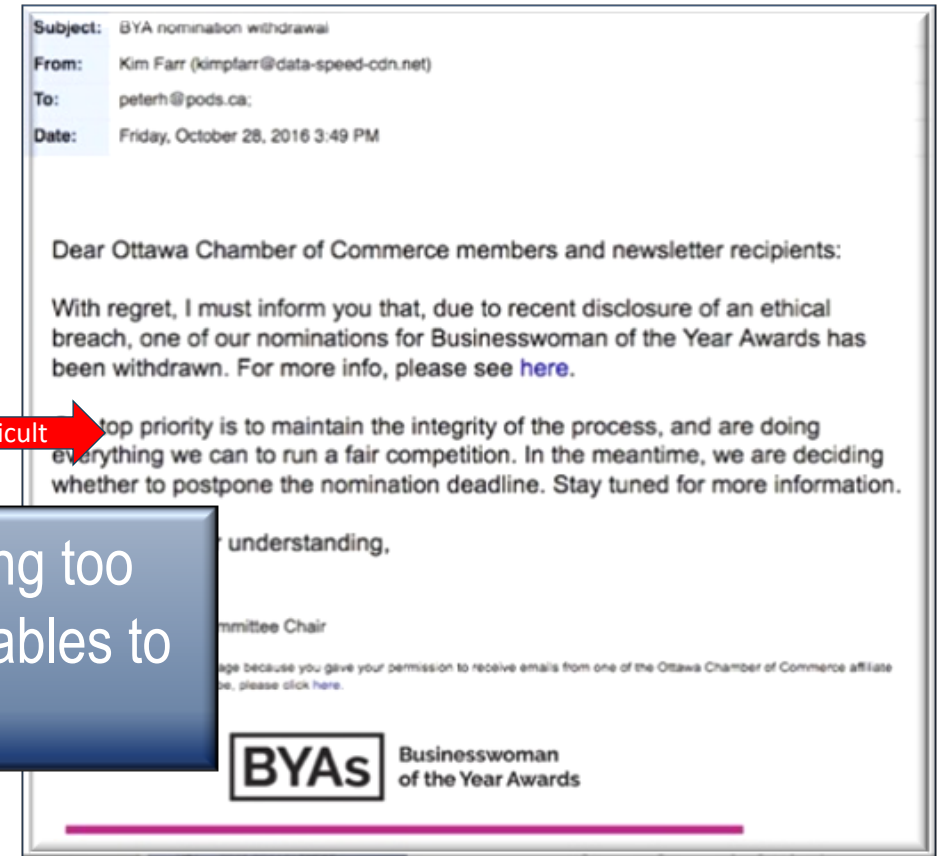 Subject: BYA nomination withdrawal
From: Kim Farr (kimpfarr@data-speed-cdn.net)
To: peterh@pods.ca;
Date: Friday, October 28, 2016 3:49 PM
Dear Ottawa Chamber of Commerce members and newsletter recipients:
With regret, I must inform you that, due to recent disclosure of an ethical
breach, one of our nominations for Businesswoman of the Year Awards has
been withdrawn. For more info, please see here.
icult
top priority is to maintain the integrity of the process, and are doing
everything we can to run a fair competition. In the meantime, we are deciding
whether to postpone the nomination deadline. Stay tuned for more information.
understanding,
ng too
ables to
mmittee Chair
age because you gave your permission to receive emails from one of the Ottawa Chamber of Commerce affiliate
be, please click here.
BYAs
Businesswoman
of the Year Awards